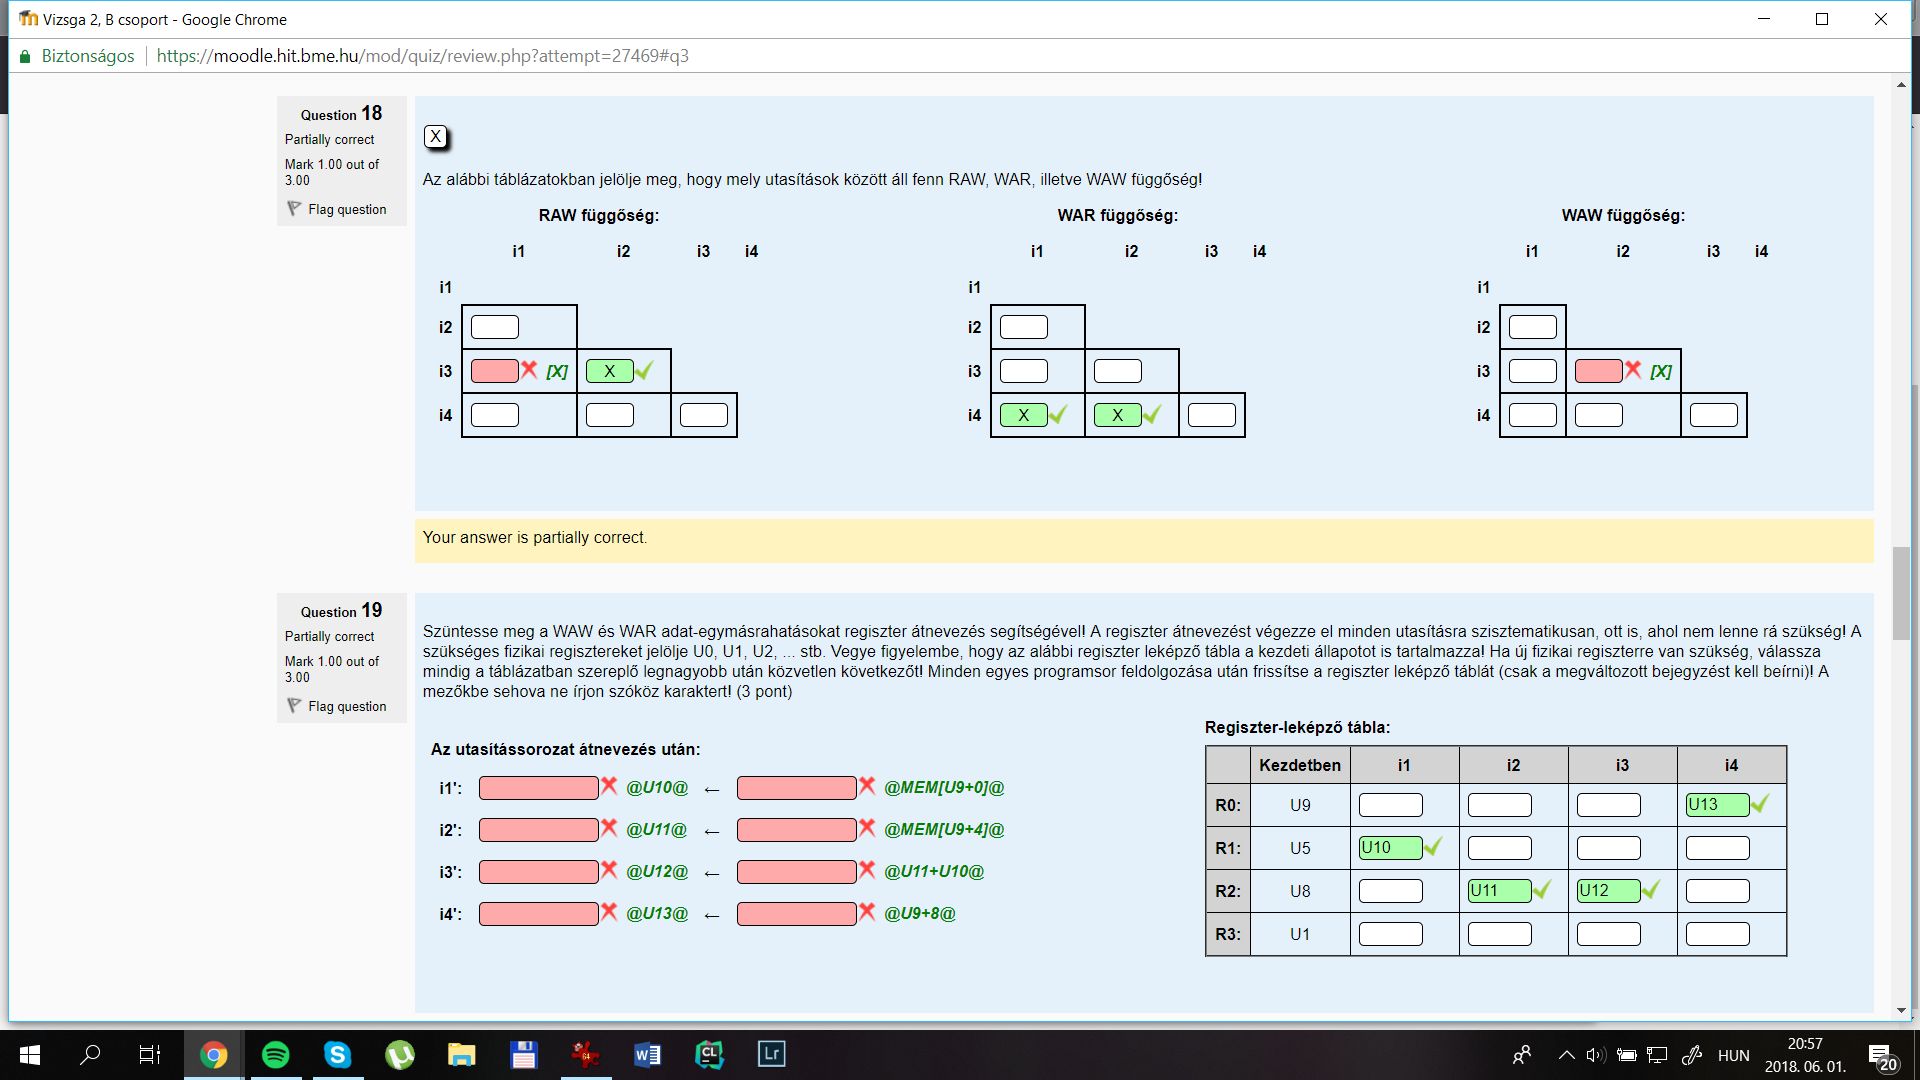 Vizsga 2, B csoport - Google Chrome
Biztonságos https://moodle.hit.bme.hu/mod/quiz/review.php?attempt=27469#q3
Question 18
Partially correct
Mark 1.00 out of
3.00
Flag question
X
Az alábbi táblázatokban jelölje meg, hogy mely utasítások között áll fenn RAW, WAR, illetve WAW függőség!
RAW függőség:
i1 i2 i3 i4
i1
i2
i3 [X] X
i4
WAR függőség:
i1 i2 i3 i4
i1
i2
i3
i4 X X
WAW függőség:
i1 i2 i3 i4
i1
i2
i3 [X]
i4
Your answer is partially correct.
Question 19
Partially correct
Mark 1.00 out of
3.00
Flag question
Szüntesse meg a WAW és WAR adat-egymásrahatásokat regiszter átnevezés segítségével! A regiszter átnevezést végezze el minden utasításra szisztematikusan, ott is, ahol nem lenne rá szükség! A
szükséges fizikai regisztereket jelölje U0, U1, U2, ... stb. Vegye figyelembe, hogy az alábbi regiszter leképző tábla a kezdeti állapotot is tartalmazza! Ha új fizikai regiszterre van szükség, válassza
mindig a táblázatban szereplő legnagyobb után közvetlen következőt! Minden egyes programsor feldolgozása után frissítse a regiszter leképző táblát (csak a megváltozott bejegyzést kell beírni)! A
mezőkbe sehova ne írjon szóköz karaktert! (3 pont)
Az utasítássorozat átnevezés után:
i1': @U10@ ← @MEM[U9+0]@
i2': @U11@ ← @MEM[U9+4]@
i3': @U12@ ← @U11+U10@
i4': @U13@ ← @U9+8@
Regiszter-leképző tábla:
Kezdetben i1 i2 i3 i4
R0: U9 U13
R1: U5 U10
R2: U8 U11 U12
R3: U1
64
W
CL
Lr
HUN
20:57
2018. 06. 01.
20